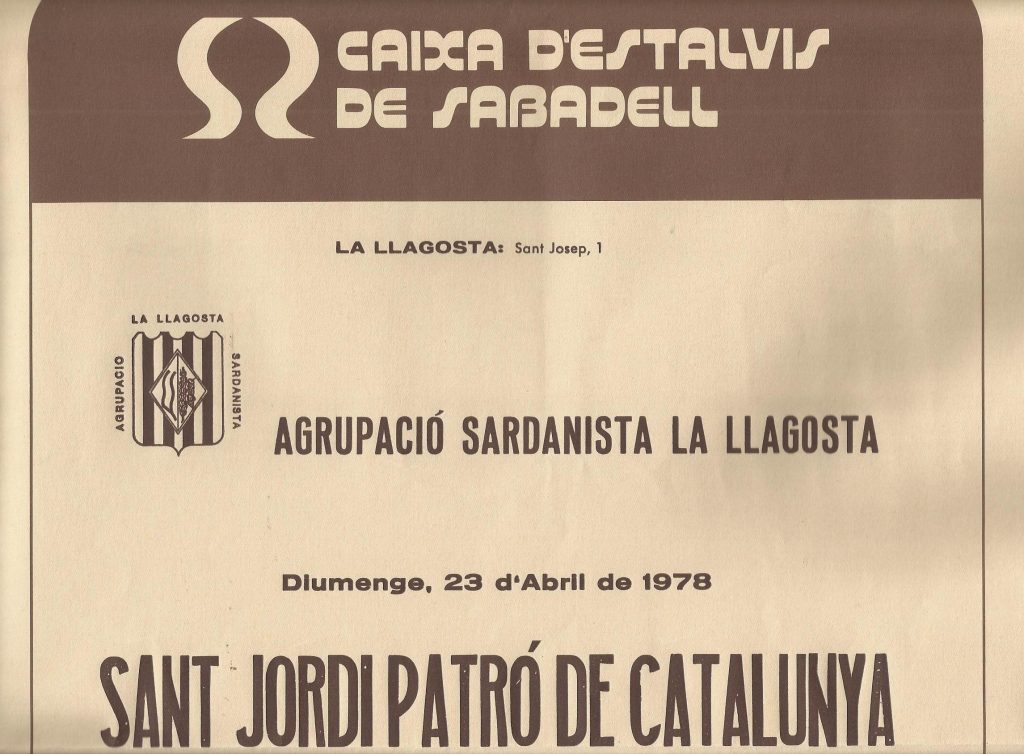 CAIXA D'ESTALVIS
DE SABADELL
LA LLAGOSTA: Sant Josep, 1
LA LLAGOSTA
AGRUPACIO
SARDANISTA
AGRUPACIÓ SARDANISTA LA LLAGOSTA
Diumenge, 23 d'Abril de 1978
SANT JORDI PATRÓ DE CATALUNYA